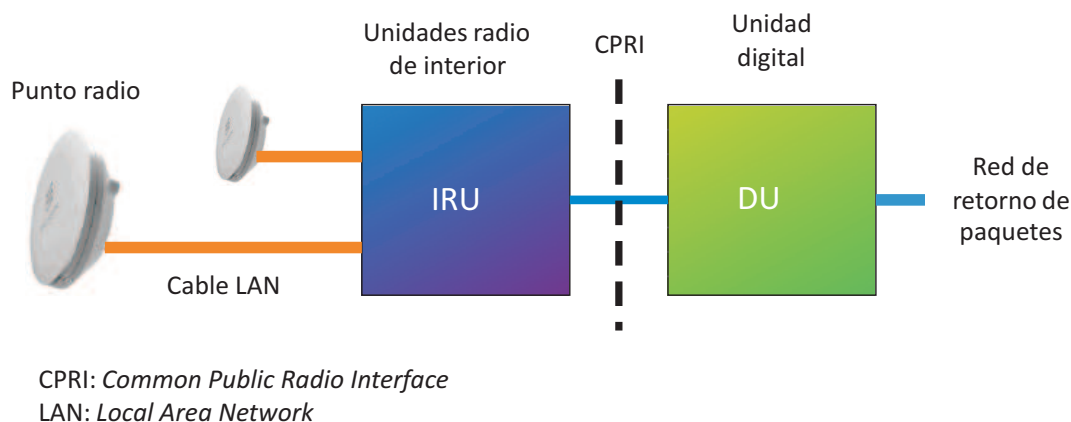 Punto radio
Unidades radio
de interior
CPRI
Unidad
digital
IRU
DU
Red de
retorno de
paquetes
Cable LAN
CPRI: Common Public Radio Interface
LAN: Local Area Network